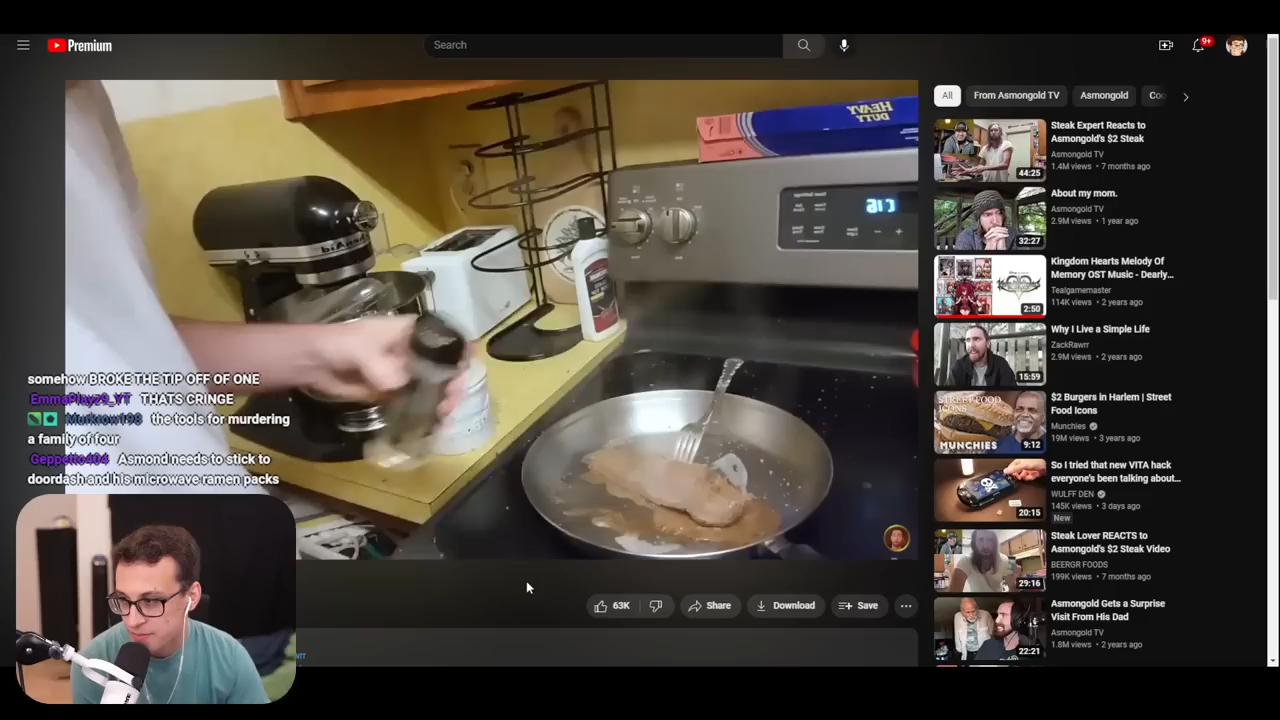 Premium
Search
9+
HEAVY
DUTY
All
From Asmongold TV
Asmongold
Steak Expert Reacts to
Asmongold's $2 Steak
Asmongold TV
1.4M views • 7 months ago
44:25
About my mom.
Asmongold TV
2.9M views • 1 year ago
32:27
Kingdom Hearts Melody Of
Memory OST Music - Dearly...
Tealgamemaster
114K views • 2 years ago
2:50
Why I Live a Simple Life
ZackRawrr
2.9M views • 2 years ago
15:59
$2 Burgers in Harlem | Street
Food Icons
Munchies
19M views • 3 years ago
STREET FOOD
ICONS
MUNCHIES
9:12
So I tried that new VITA hack
everyone's been talking about...
WULFF DEN
145K views • 3 days ago
New
20:15
Steak Lover REACTS to
Asmongold's $2 Steak Video
BEERGR FOODS
199K views • 7 months ago
29:16
Asmongold Gets a Surprise
Visit From His Dad
Asmongold TV
1.8M views • 2 years ago
22:21
somehow BROKE THE TIP OFF OF ONE
THATS CRINGE
Murkrow198 the tools for murdering
a family of four
Geppetto404 Asmond needs to stick to
doordash and his microwave ramen packs
63K
Share
Download
Save